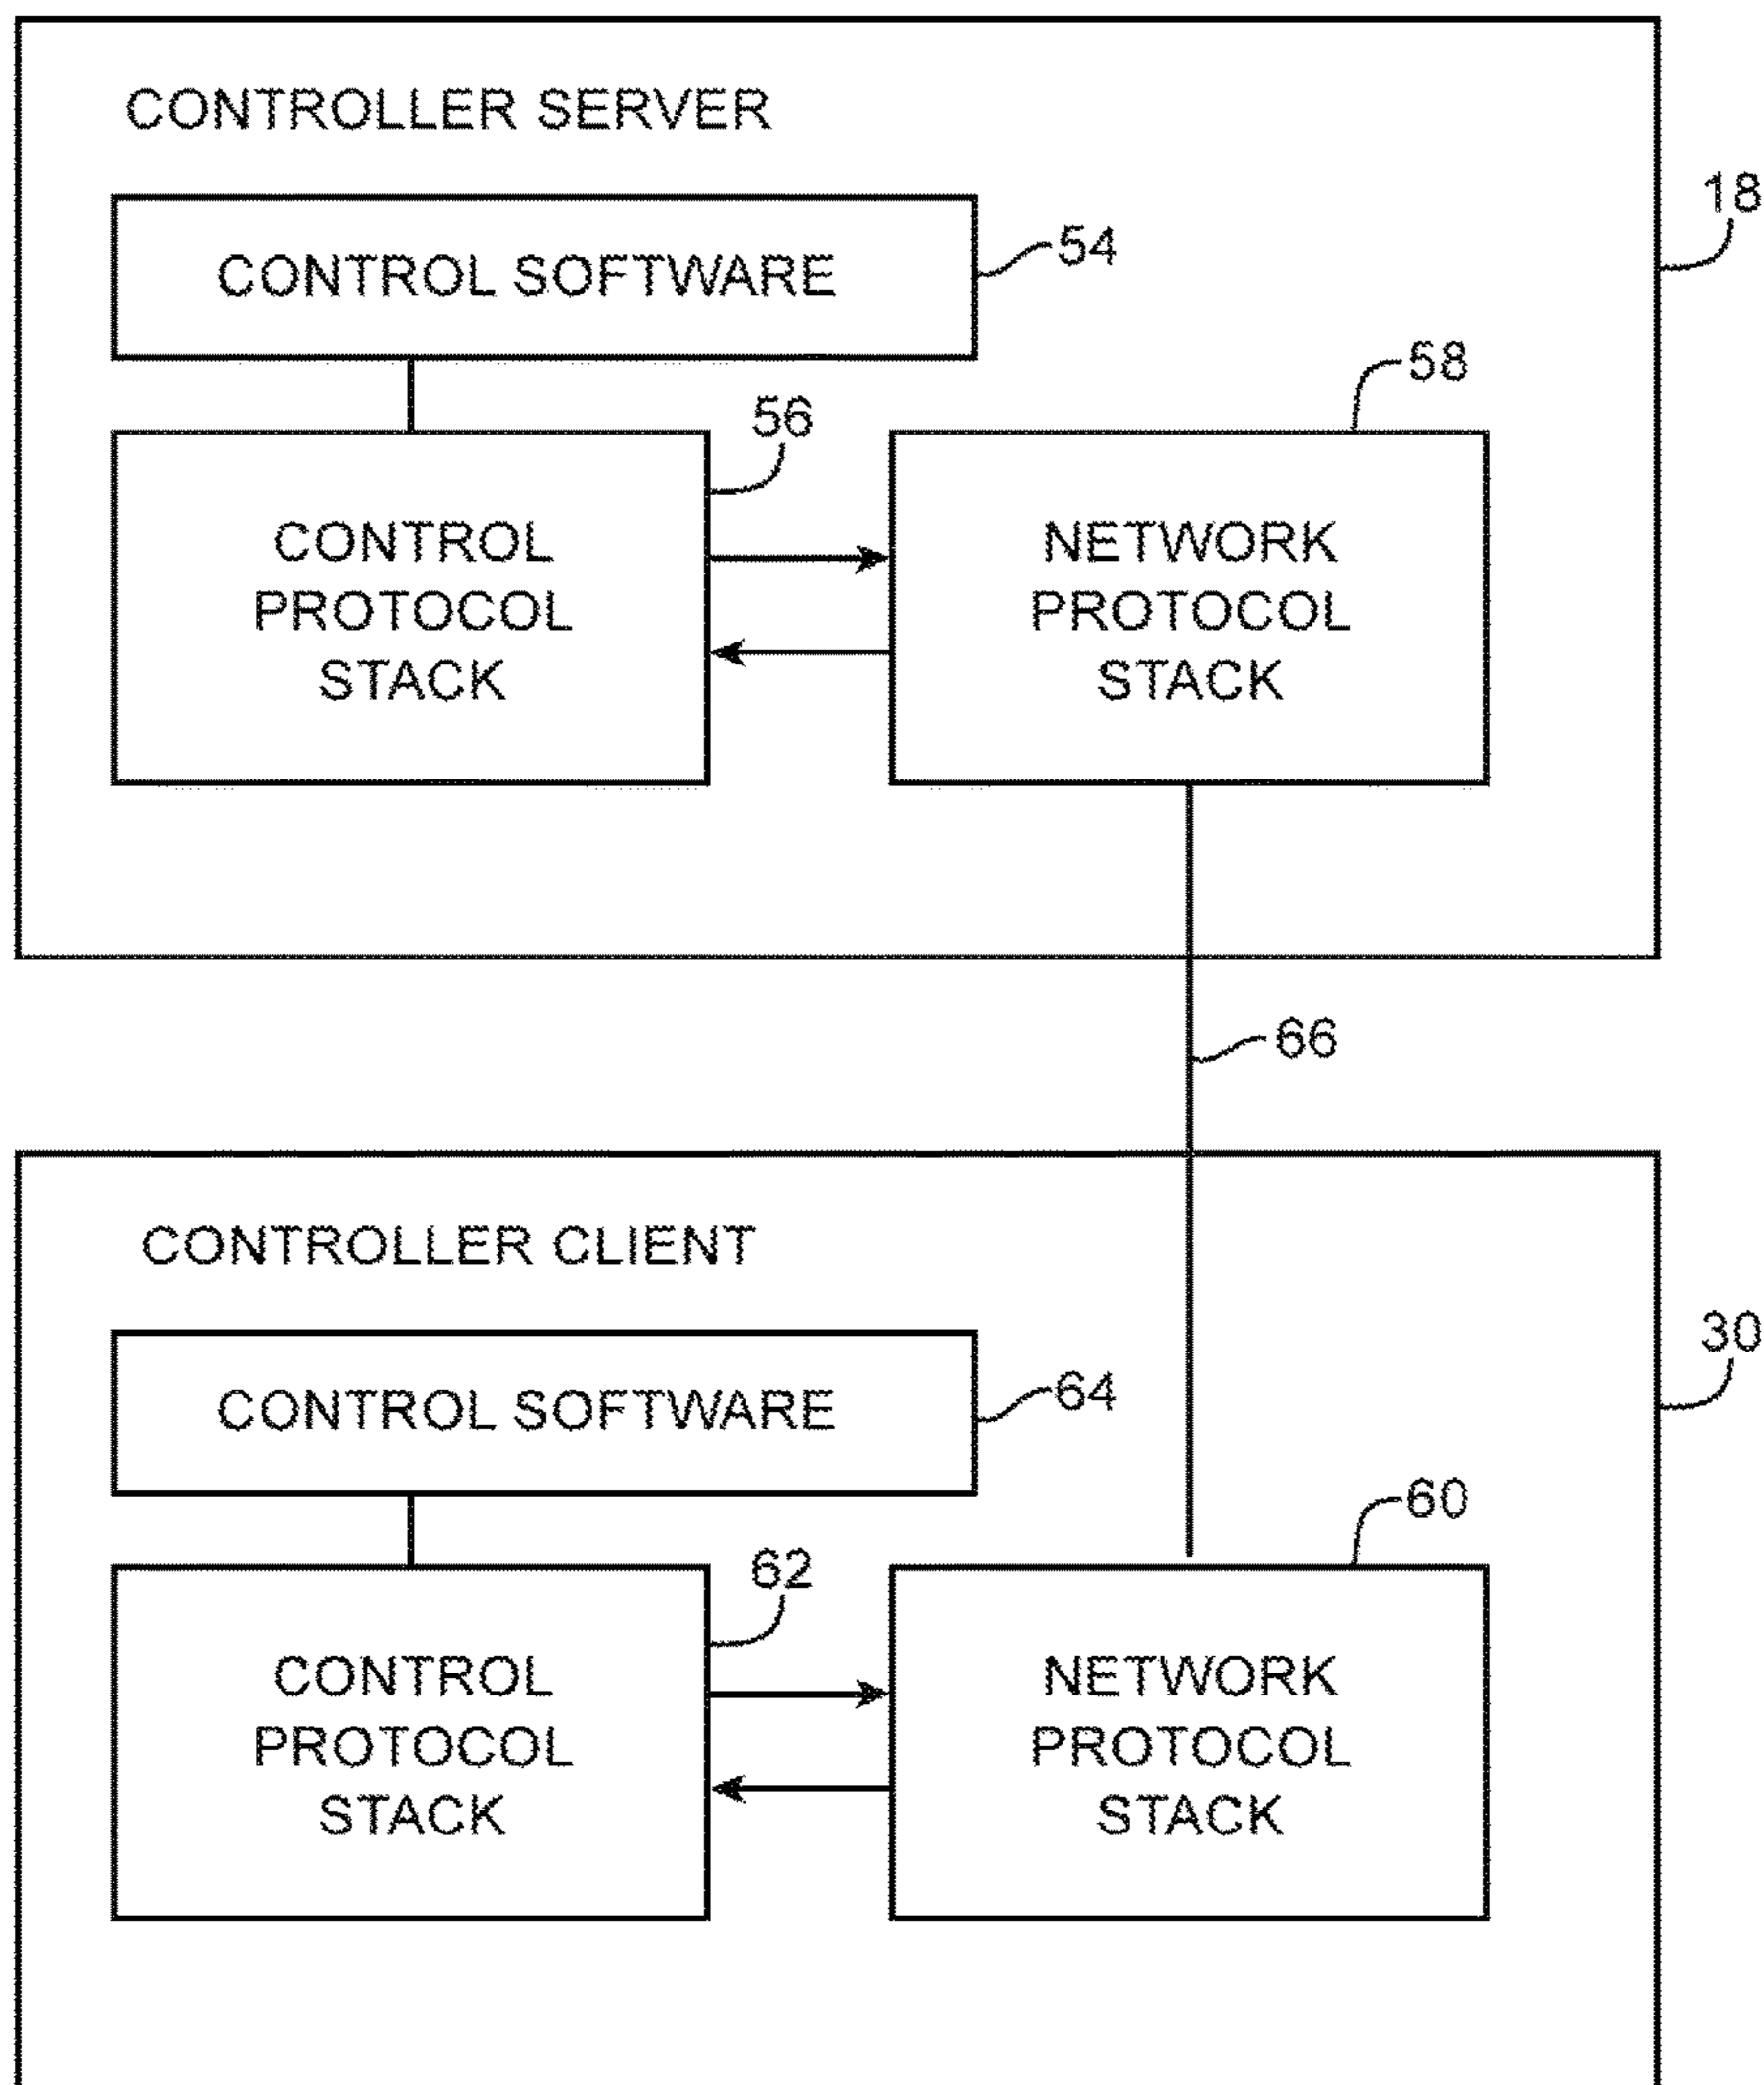 CONTROLLER SERVER
18
CONTROL SOFTWARE
54
58
56
CONTROL
PROTOCOL
STACK
NETWORK
PROTOCOL
STACK
66
CONTROLLER CLIENT
30
CONTROL SOFTWARE
64
60
62
CONTROL
PROTOCOL
STACK
NETWORK
PROTOCOL
STACK